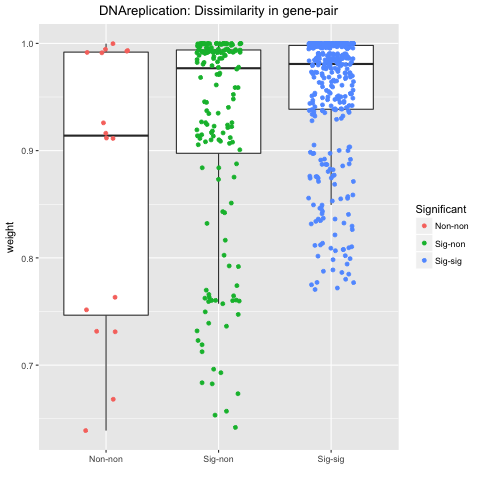 DNAreplication: Dissimilarity in gene-pair
weight
1.0
0.9
0.8
0.7
Non-non
Sig-non
Sig-sig
Significant
Non-non
Sig-non
Sig-sig